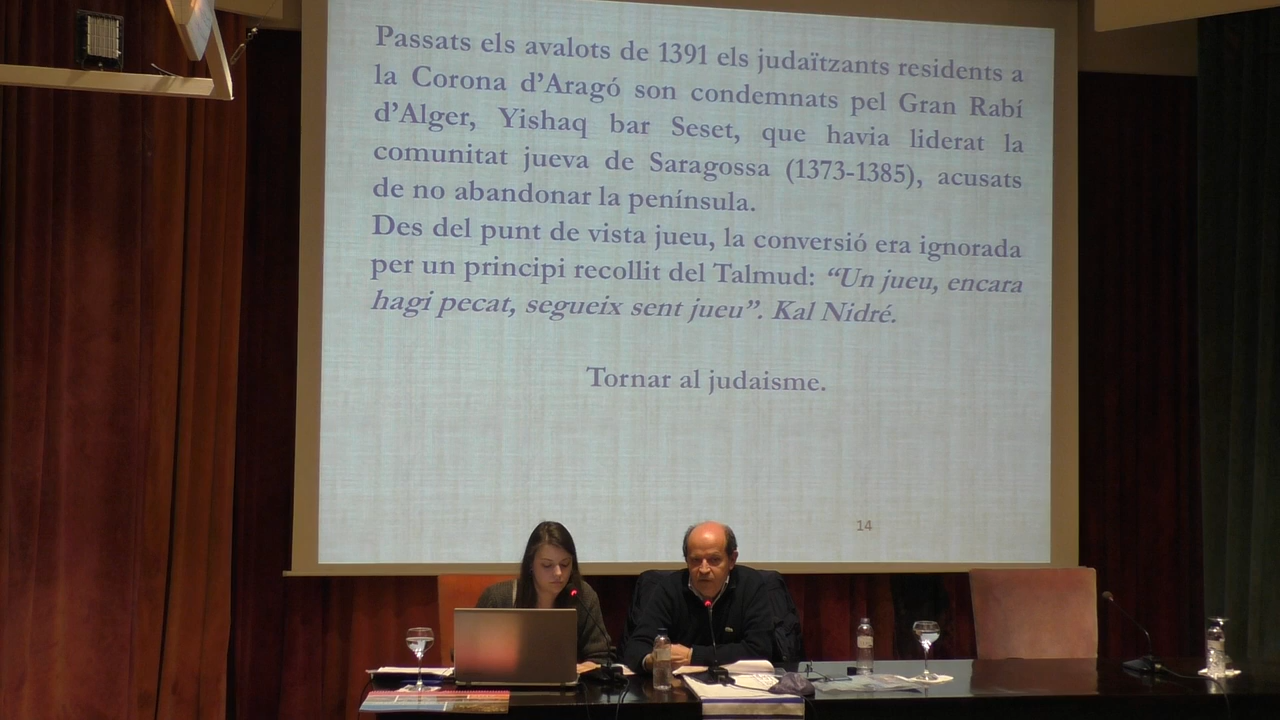 Passats els avalots de 1391 els judaïtzants residents a
la Corona d'Aragó son condemnats pel Gran Rabí
d'Alger, Yishaq bar Seset, que havia liderat la
comunitat jueva de Saragossa (1373-1385), acusats
de no abandonar la península.
Des del punt de vista jueu, la conversió era ignorada
per un principi recollit del Talmud: “Un jueu, encara
hagi pecat, segueix sent jueu”. Kal Nidré.
Tornar al judaisme.
14